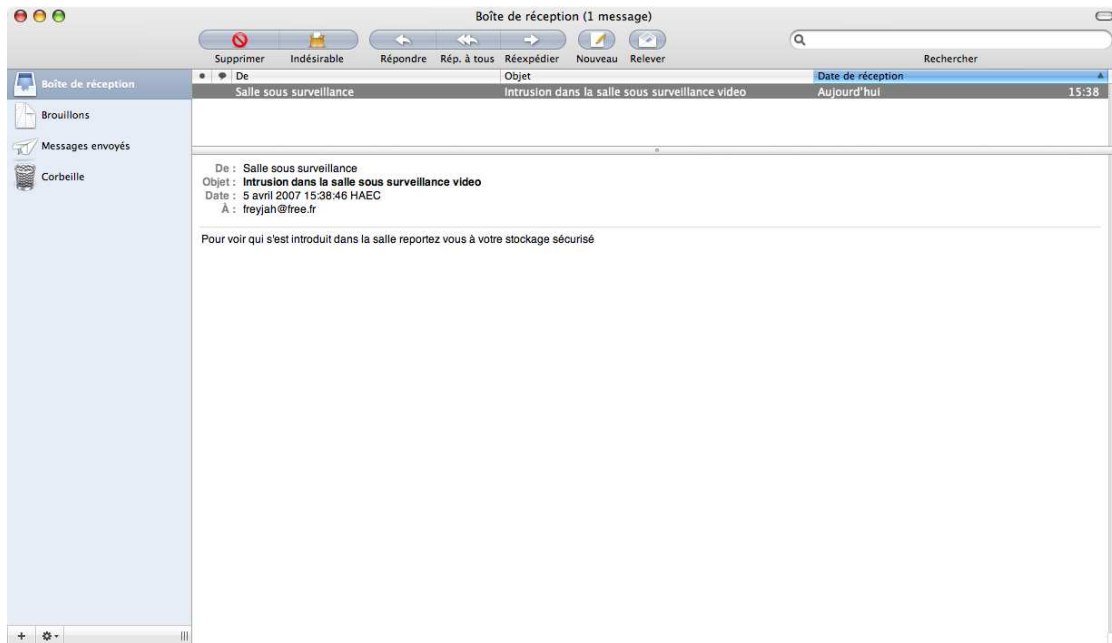 Boîte de réception (1 message)
Supprimer Indésirable Répondre Rép. à tous Réexpédier Nouveau Relever Rechercher
Boîte de réception
Brouillons
Messages envoyés
Corbeille
De Objet Date de réception
Salle sous surveillance Intrusion dans la salle sous surveillance video Aujourd'hui 15:38
De : Salle sous surveillance
Objet : Intrusion dans la salle sous surveillance video
Date : 5 avril 2007 15:38:46 HAEC
À : freyjah@free.fr
Pour voir qui s'est introduit dans la salle reportez vous à votre stockage sécurisé